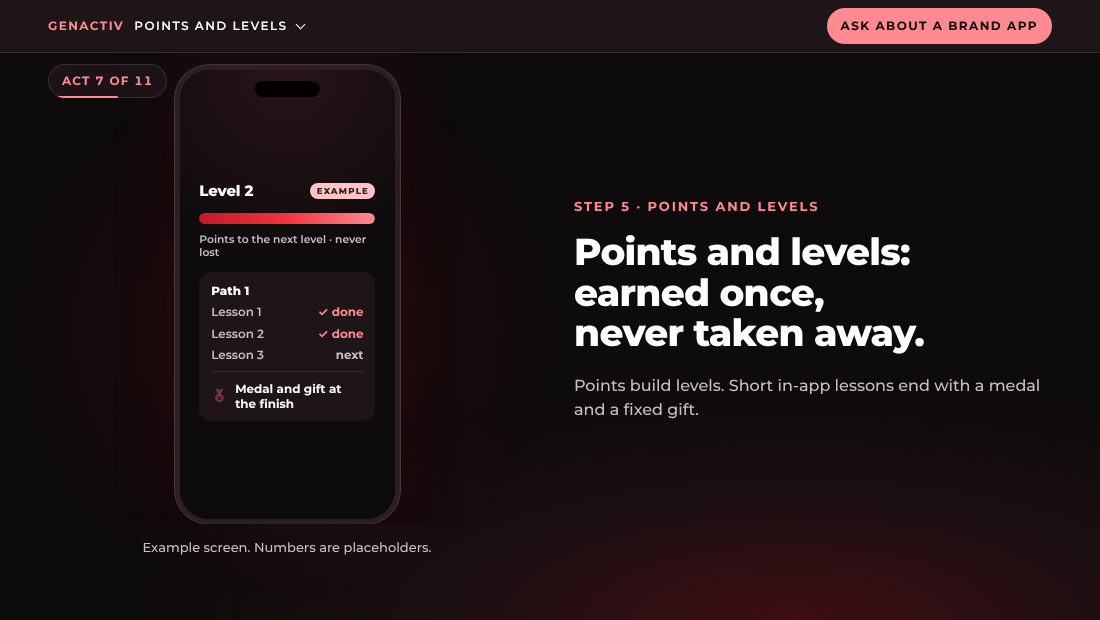 GENACTIV POINTS AND LEVELS
ASK ABOUT A BRAND APP
ACT 7 OF 11
Level 2 EXAMPLE
Points to the next level · never
lost
Path 1
Lesson 1 ✓ done
Lesson 2 ✓ done
Lesson 3 next
Medal and gift at
the finish
Example screen. Numbers are placeholders.
STEP 5 · POINTS AND LEVELS
Points and levels:
earned once,
never taken away.
Points build levels. Short in-app lessons end with a medal
and a fixed gift.